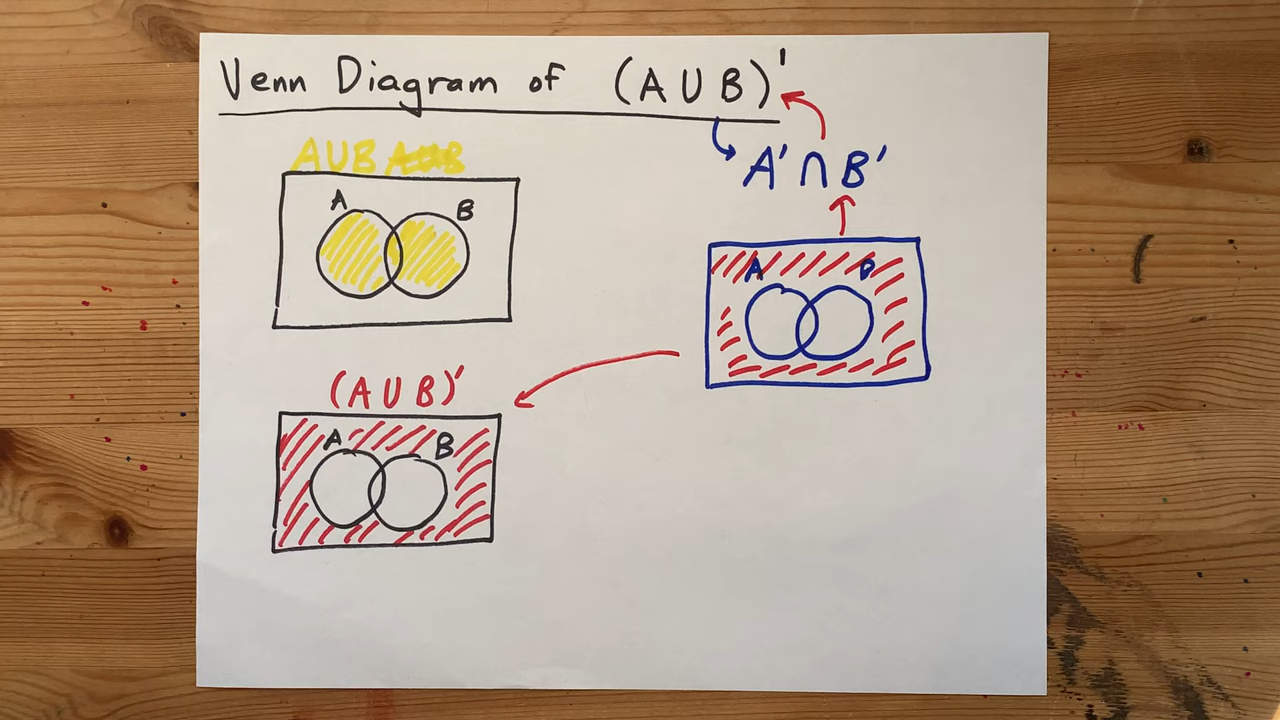 Venn Diagram of (A ∪ B)'
A' ∩ B'
A∪B
A B
A
(A ∪ B)'
A B